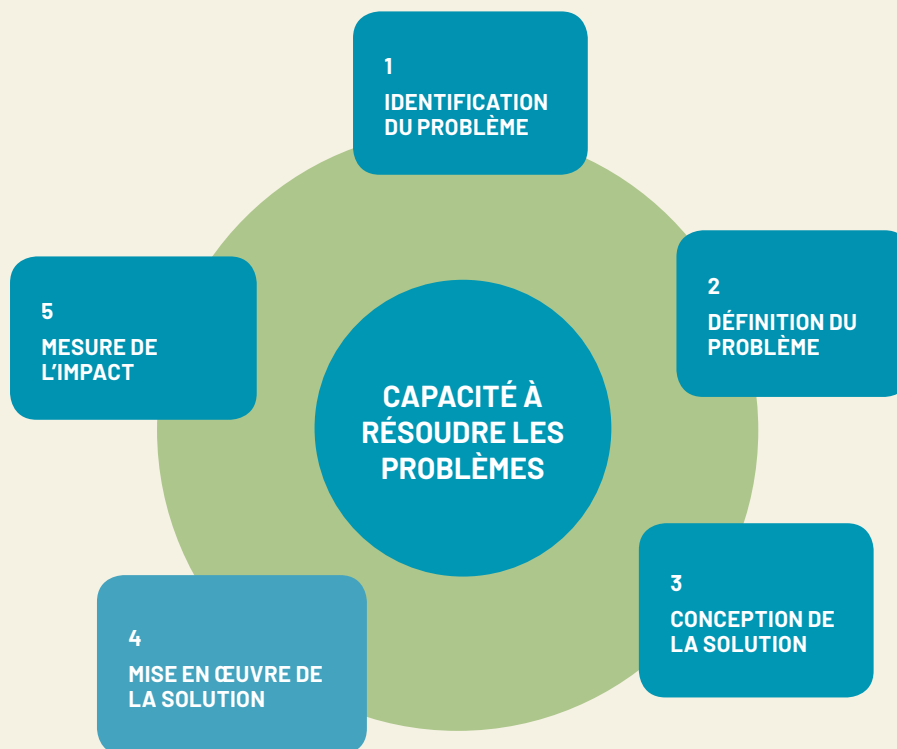 1
IDENTIFICATION
DU PROBLÈME
2
DÉFINITION DU
PROBLÈME
5
MESURE DE
L'IMPACT
CAPACITÉ À
RÉSOUDRE LES
PROBLÈMES
3
CONCEPTION DE
LA SOLUTION
4
MISE EN ŒUVRE DE
LA SOLUTION